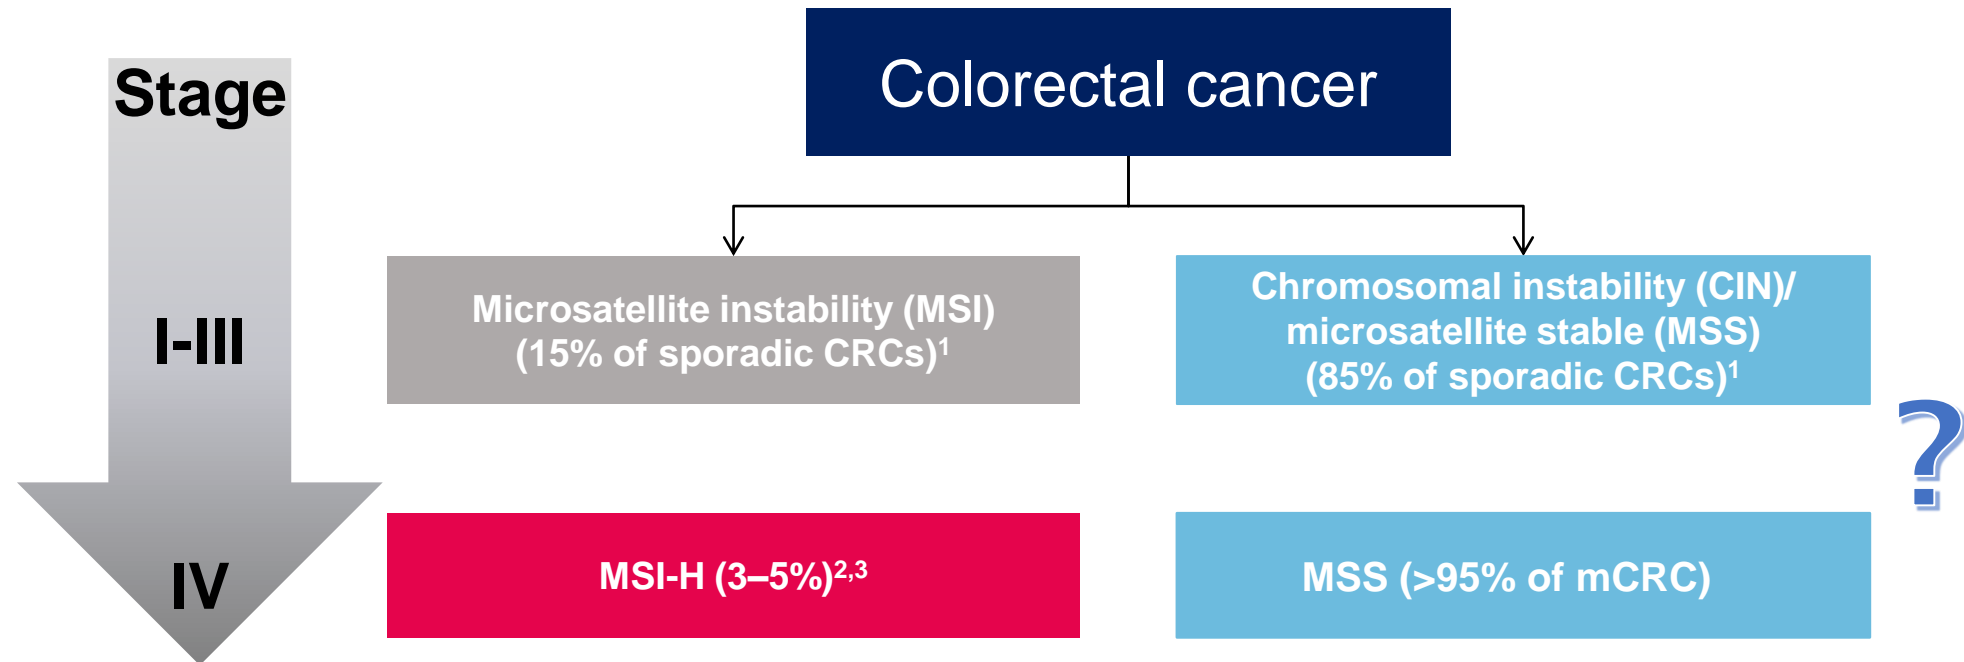 Stage
Colorectal cancer
I-III
Microsatellite instability (MSI)
(15% of sporadic CRCs)¹
Chromosomal instability (CIN)/
microsatellite stable (MSS)
(85% of sporadic CRCs)¹
?
IV
MSI-H (3–5%)²,³
MSS (>95% of mCRC)